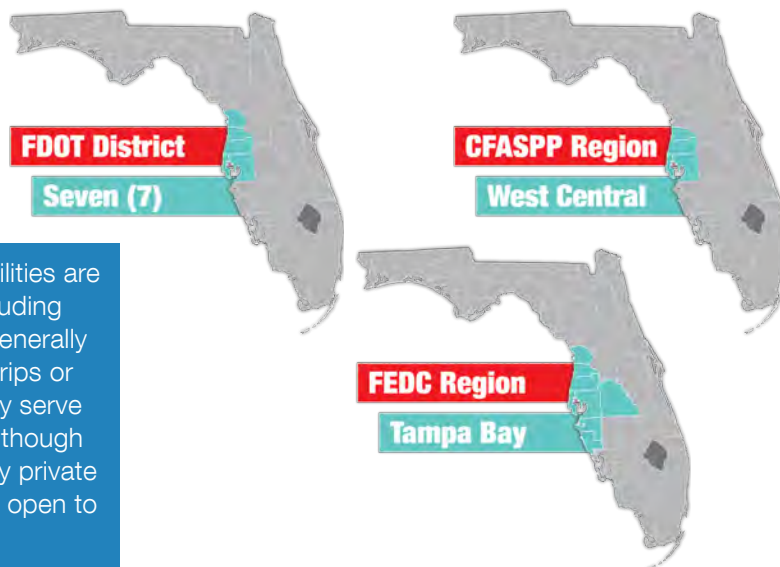 FDOT District
Seven (7)
CFASPP Region
West Central
FEDC Region
Tampa Bay
ilities are
uding
enerally
rips or
y serve
though
y private
open to